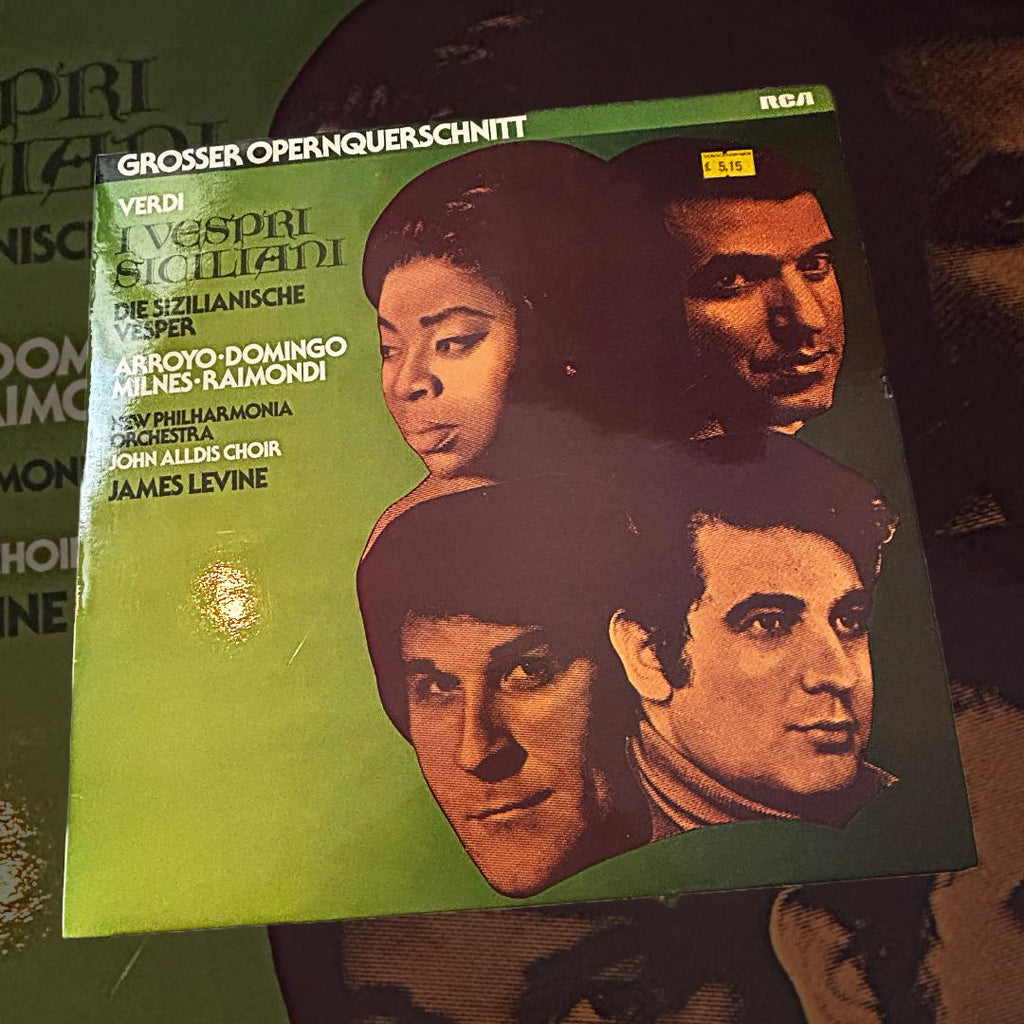 GROSSER OPERNQUERSCHNITT
RCA
£ 5.15
VERDI
I VESPRI
SICILIANI
DIE SIZILIANISCHE
VESPER
ARROYO·DOMINGO
MILNES·RAIMONDI
NEW PHILHARMONIA
ORCHESTRA
JOHN ALLDIS CHOIR
JAMES LEVINE